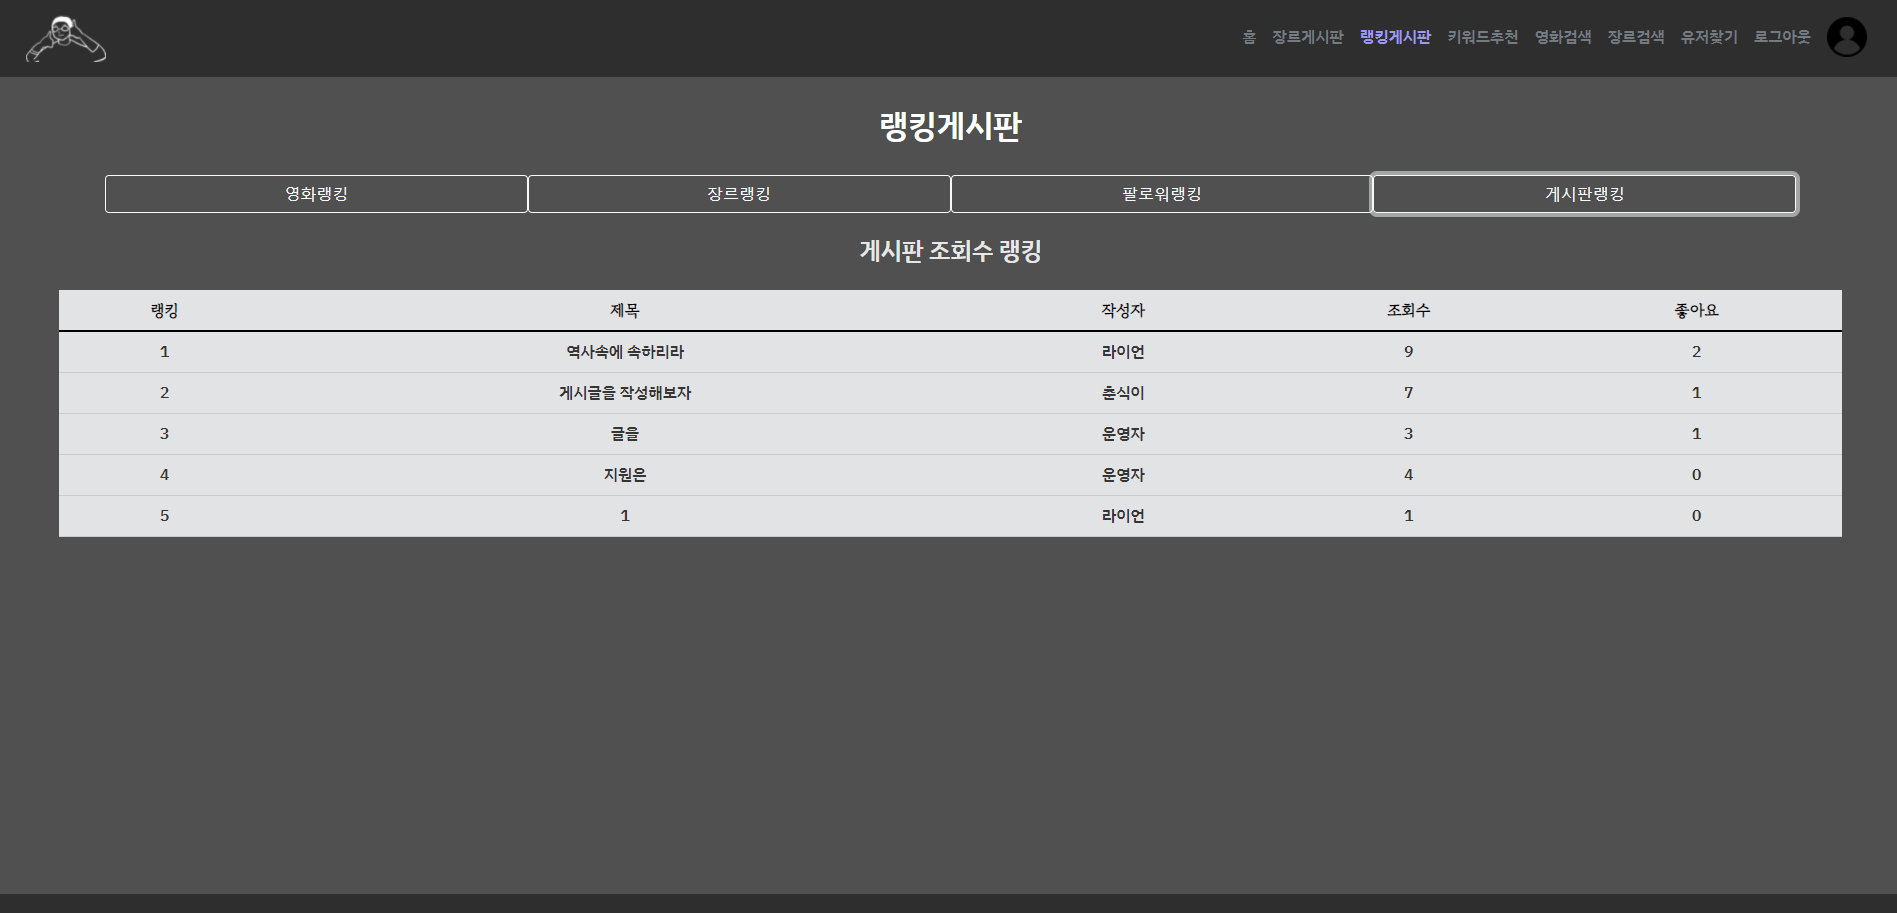 홈 장르게시판 랭킹게시판 키워드추천 영화검색 장르검색 유저찾기 로그아웃
랭킹게시판
영화랭킹 장르랭킹 팔로워랭킹 게시판랭킹
게시판 조회수 랭킹
랭킹 제목 작성자 조회수 좋아요
1 역사속에 속하리라 라이언 9 2
2 게시글을 작성해보자 춘식이 7 1
3 글을 운영자 3 1
4 지원은 운영자 4 0
5 1 라이언 1 0